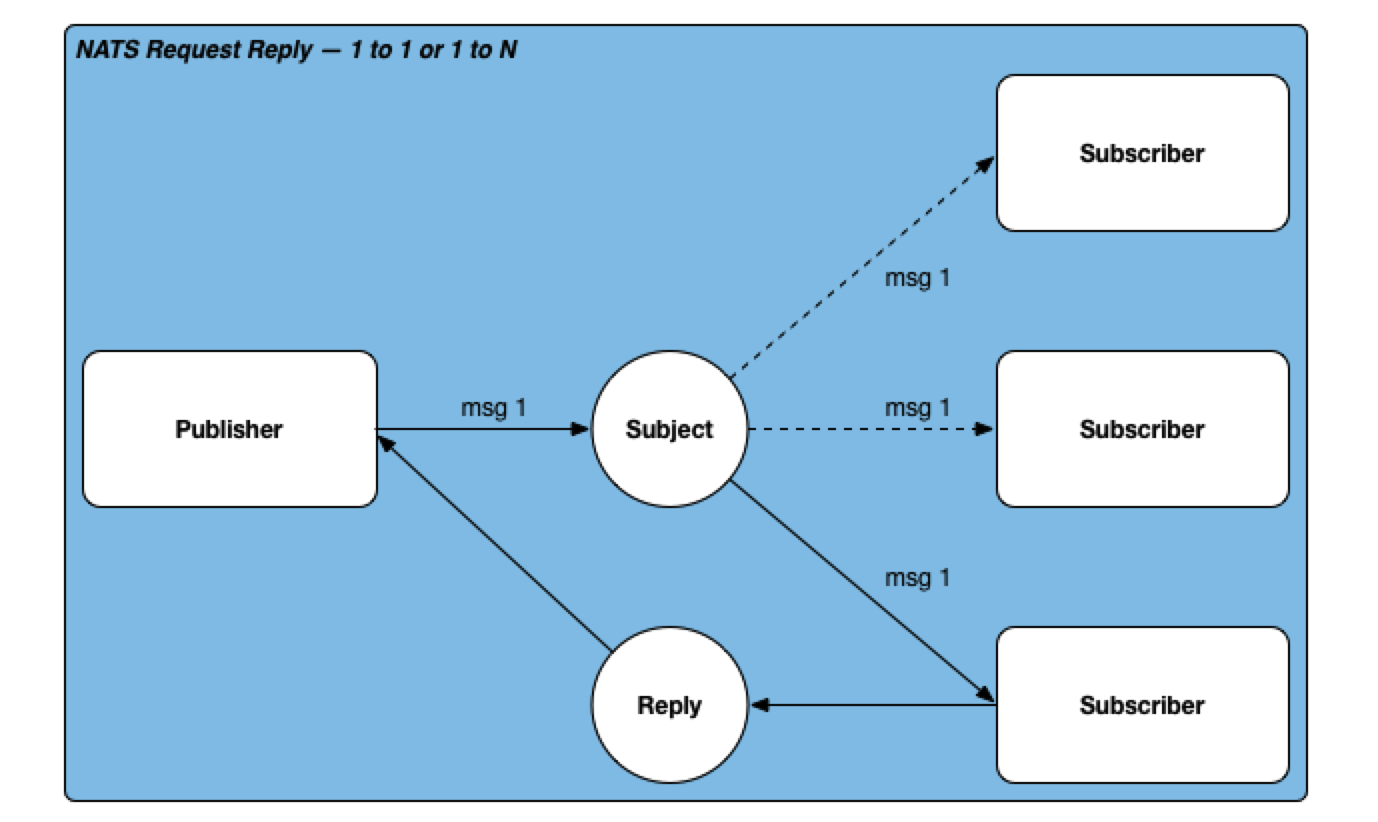 NATS Request Reply — 1 to 1 or 1 to N
Subscriber
msg 1
Publisher
msg 1
Subject
msg 1
Subscriber
msg 1
Reply
Subscriber